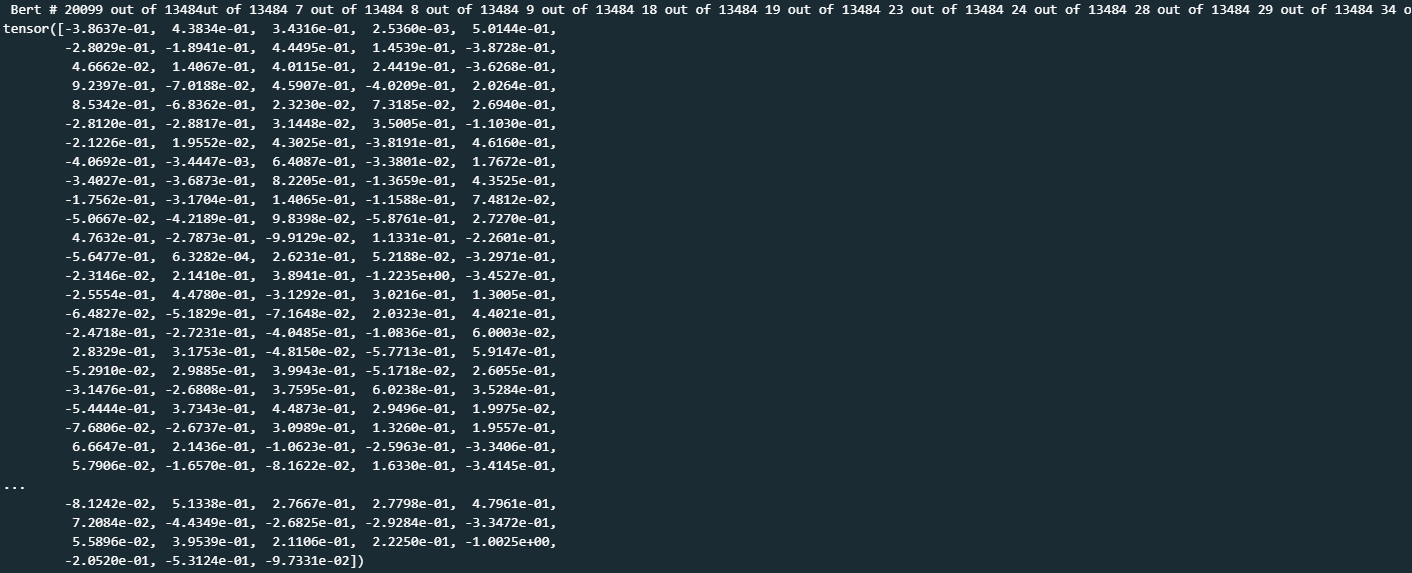 Bert # 20099 out of 13484ut of 13484 7 out of 13484 8 out of 13484 9 out of 13484 18 out of 13484 19 out of 13484 23 out of 13484 24 out of 13484 28 out of 13484 29 out of 13484 34 o
tensor([-3.8637e-01,  4.3834e-01,  3.4316e-01,  2.5360e-03,  5.0144e-01,
-2.8029e-01, -1.8941e-01,  4.4495e-01,  1.4539e-01, -3.8728e-01,
4.6662e-02,  1.4067e-01,  4.0115e-01,  2.4419e-01, -3.6268e-01,
9.2397e-01, -7.0188e-02,  4.5907e-01, -4.0209e-01,  2.0264e-01,
8.5342e-01, -6.8362e-01,  2.3230e-02,  7.3185e-02,  2.6940e-01,
-2.8120e-01, -2.8817e-01,  3.1448e-02,  3.5005e-01, -1.1030e-01,
-2.1226e-01,  1.9552e-02,  4.3025e-01, -3.8191e-01,  4.6160e-01,
-4.0692e-01, -3.4447e-03,  6.4087e-01, -3.3801e-02,  1.7672e-01,
-3.4027e-01, -3.6873e-01,  8.2205e-01, -1.3659e-01,  4.3525e-01,
-1.7562e-01, -3.1704e-01,  1.4065e-01, -1.1588e-01,  7.4812e-02,
-5.0667e-02, -4.2189e-01,  9.8398e-02, -5.8761e-01,  2.7270e-01,
4.7632e-01, -2.7873e-01, -9.9129e-02,  1.1331e-01, -2.2601e-01,
-5.6477e-01,  6.3282e-04,  2.6231e-01,  5.2188e-02, -3.2971e-01,
-2.3146e-02,  2.1410e-01,  3.8941e-01, -1.2235e+00, -3.4527e-01,
-2.5554e-01,  4.4780e-01, -3.1292e-01,  3.0216e-01,  1.3005e-01,
-6.4827e-02, -5.1829e-01, -7.1648e-02,  2.0323e-01,  4.4021e-01,
-2.4718e-01, -2.7231e-01, -4.0485e-01, -1.0836e-01,  6.0003e-02,
2.8329e-01,  3.1753e-01, -4.8150e-02, -5.7713e-01,  5.9147e-01,
-5.2910e-02,  2.9885e-01,  3.9943e-01, -5.1718e-02,  2.6055e-01,
-3.1476e-01, -2.6808e-01,  3.7595e-01,  6.0238e-01,  3.5284e-01,
-5.4444e-01,  3.7343e-01,  4.4873e-01,  2.9496e-01,  1.9975e-02,
-7.6806e-02, -2.6737e-01,  3.0989e-01,  1.3260e-01,  1.9557e-01,
6.6647e-01,  2.1436e-01, -1.0623e-01, -2.5963e-01, -3.3406e-01,
5.7906e-02, -1.6570e-01, -8.1622e-02,  1.6330e-01, -3.4145e-01,
...
-8.1242e-02,  5.1338e-01,  2.7667e-01,  2.7798e-01,  4.7961e-01,
7.2084e-02, -4.4349e-01, -2.6825e-01, -2.9284e-01, -3.3472e-01,
5.5896e-02,  3.9539e-01,  2.1106e-01,  2.2250e-01, -1.0025e+00,
-2.0520e-01, -5.3124e-01, -9.7331e-02])